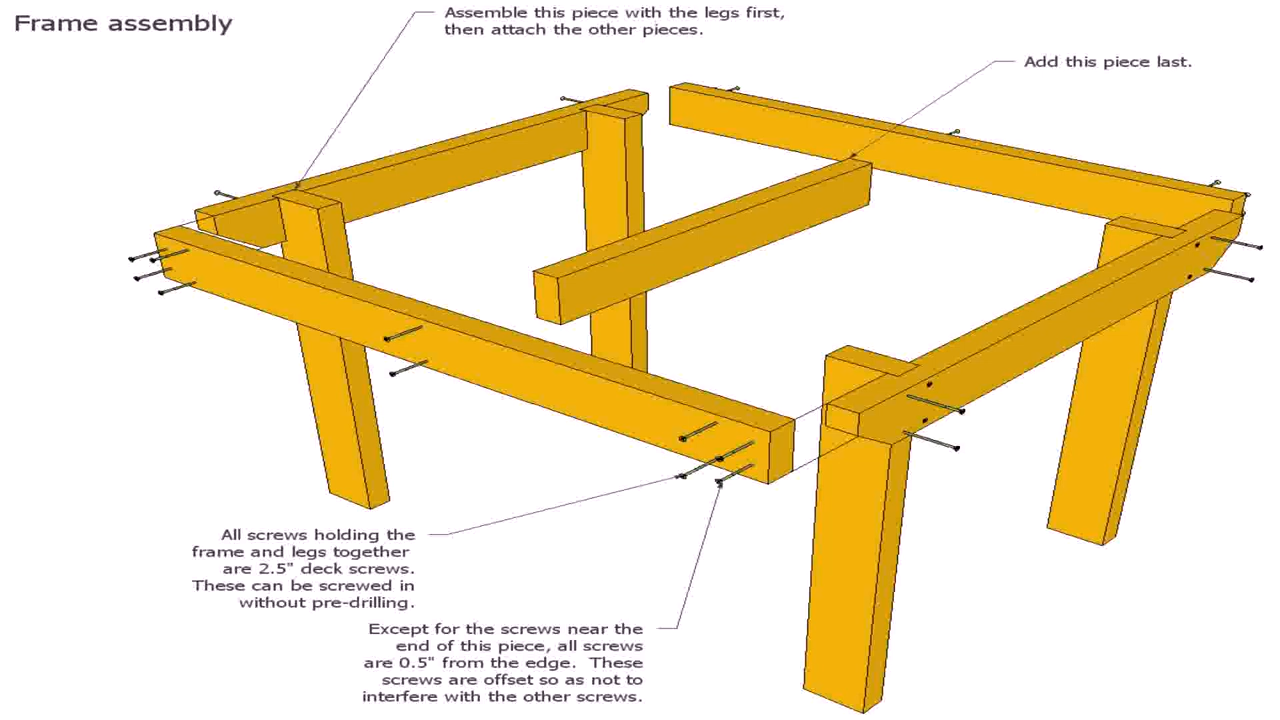 Frame assembly
Assemble this piece with the legs first,
then attach the other pieces.
Add this piece last.
All screws holding the
frame and legs together
are 2.5" deck screws.
These can be screwed in
without pre-drilling.
Except for the screws near the
end of this piece, all screws
are 0.5" from the edge.  These
screws are offset so as not to
interfere with the other screws.